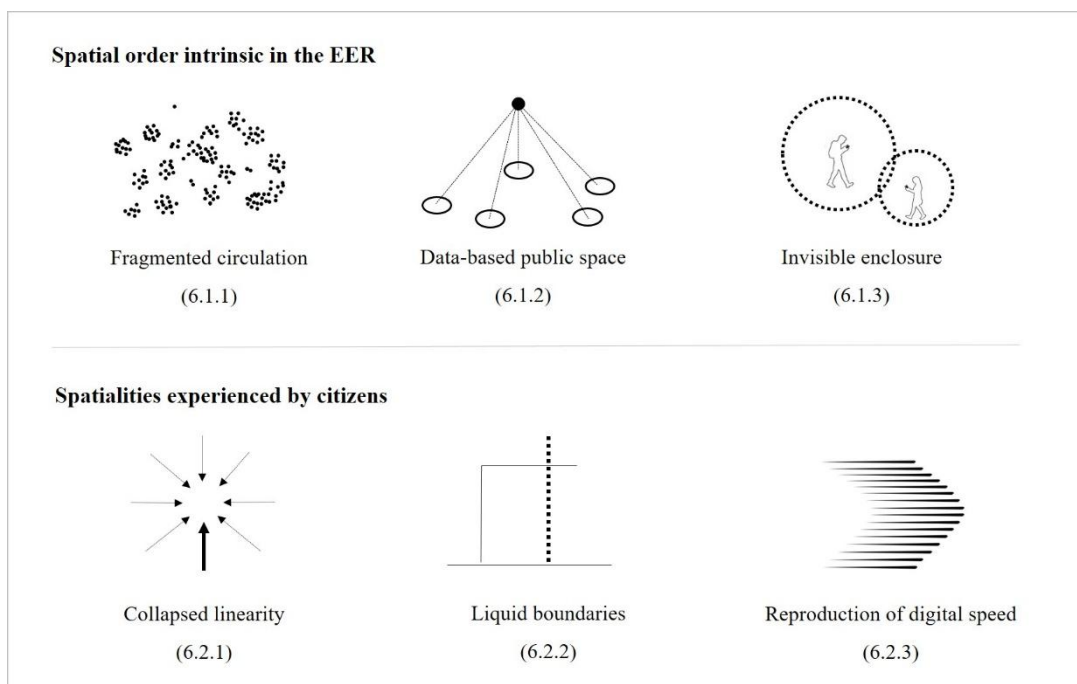 Spatial order intrinsic in the EER
Fragmented circulation
(6.1.1)
Data-based public space
(6.1.2)
Invisible enclosure
(6.1.3)
Spatialities experienced by citizens
Collapsed linearity
(6.2.1)
Liquid boundaries
(6.2.2)
Reproduction of digital speed
(6.2.3)